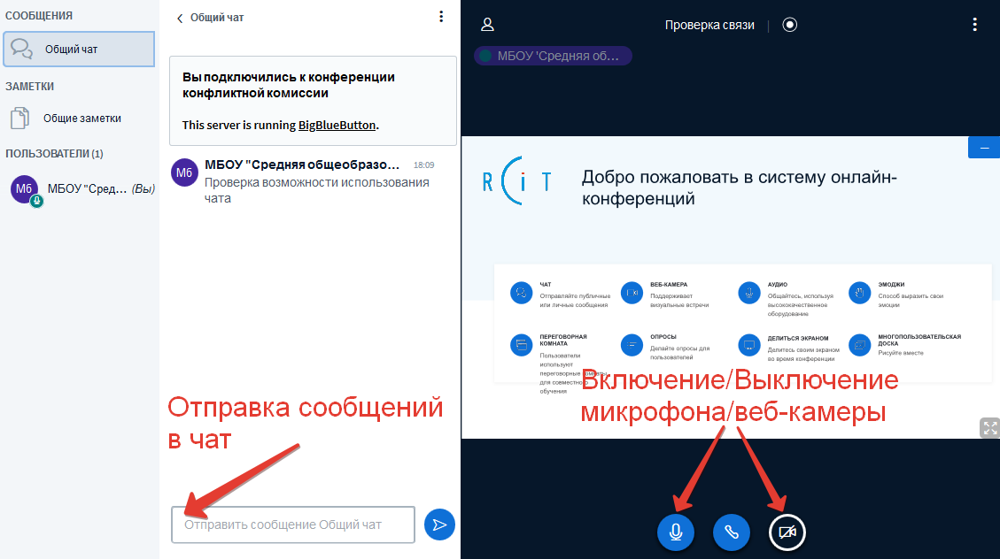 СООБЩЕНИЯ
Общий чат
ЗАМЕТКИ
Общие заметки
ПОЛЬЗОВАТЕЛИ (1)
Мб
МБОУ "Сред... (Вы)
Общий чат
Вы подключились к конференции
конфликтной комиссии
This server is running BigBlueButton.
Мб
МБОУ "Средняя общеобразо... 18:09
Проверка возможности использования
чата
Отправка сообщений
в чат
Отправить сообщение Общий чат
Проверка связи
МБОУ 'Средняя об...
RCiT
Добро пожаловать в систему онлайн-
конференций
ЧАТ
Отправляйте публичные
или личные сообщения
ВЕБ-КАМЕРА
Поддерживает
визуальные встречи
АУДИО
Общайтесь, используя
высококачественное
оборудование
ЭМОДЖИ
Способ выразить свои
эмоции
ПЕРЕГОВОРНАЯ
КОМНАТА
Пользователи
используют
переговорные комнаты
для совместного
обучения
ОПРОСЫ
Делайте опросы для
пользователей
ДЕЛИТЬСЯ ЭКРАНОМ
Делитесь своим экраном
во время конференции
МНОГОПОЛЬЗОВАТЕЛЬСКАЯ
ДОСКА
Рисуйте вместе
Включение/Выключение
микрофона/веб-камеры